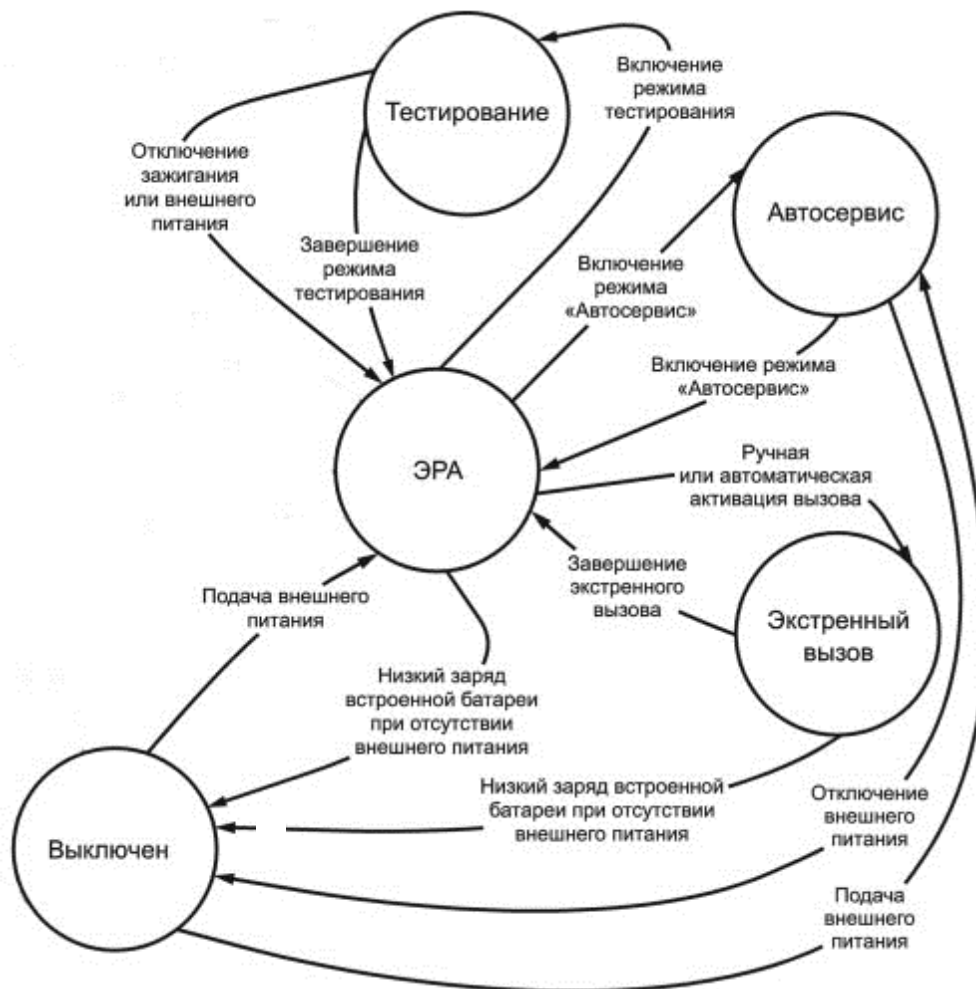 Тестирование
Включение
режима
тестирования
Отключение
зажигания
или внешнего
питания
Завершение
режима
тестирования
Автосервис
Включение
режима
«Автосервис»
Включение режима
«Автосервис»
ЭРА
Ручная
или автоматическая
активация вызова
Завершение
экстренного
вызова
Экстренный
вызов
Подача внешнего
питания
Низкий заряд
встроенной батареи
при отсутствии
внешнего питания
Низкий заряд встроенной
батареи при отсутствии
внешнего питания
Отключение
внешнего
питания
Выключен
Подача
внешнего
питания